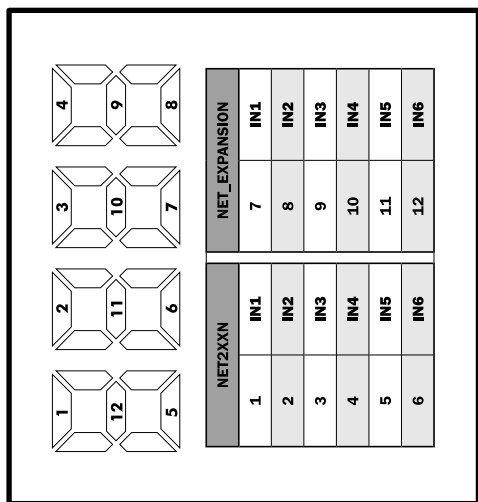 1 2 3 4
12 11 10 9
5 6 7 8
NET2XXN NET_EXPANSION
1 IN1 7 IN1
2 IN2 8 IN2
3 IN3 9 IN3
4 IN4 10 IN4
5 IN5 11 IN5
6 IN6 12 IN6